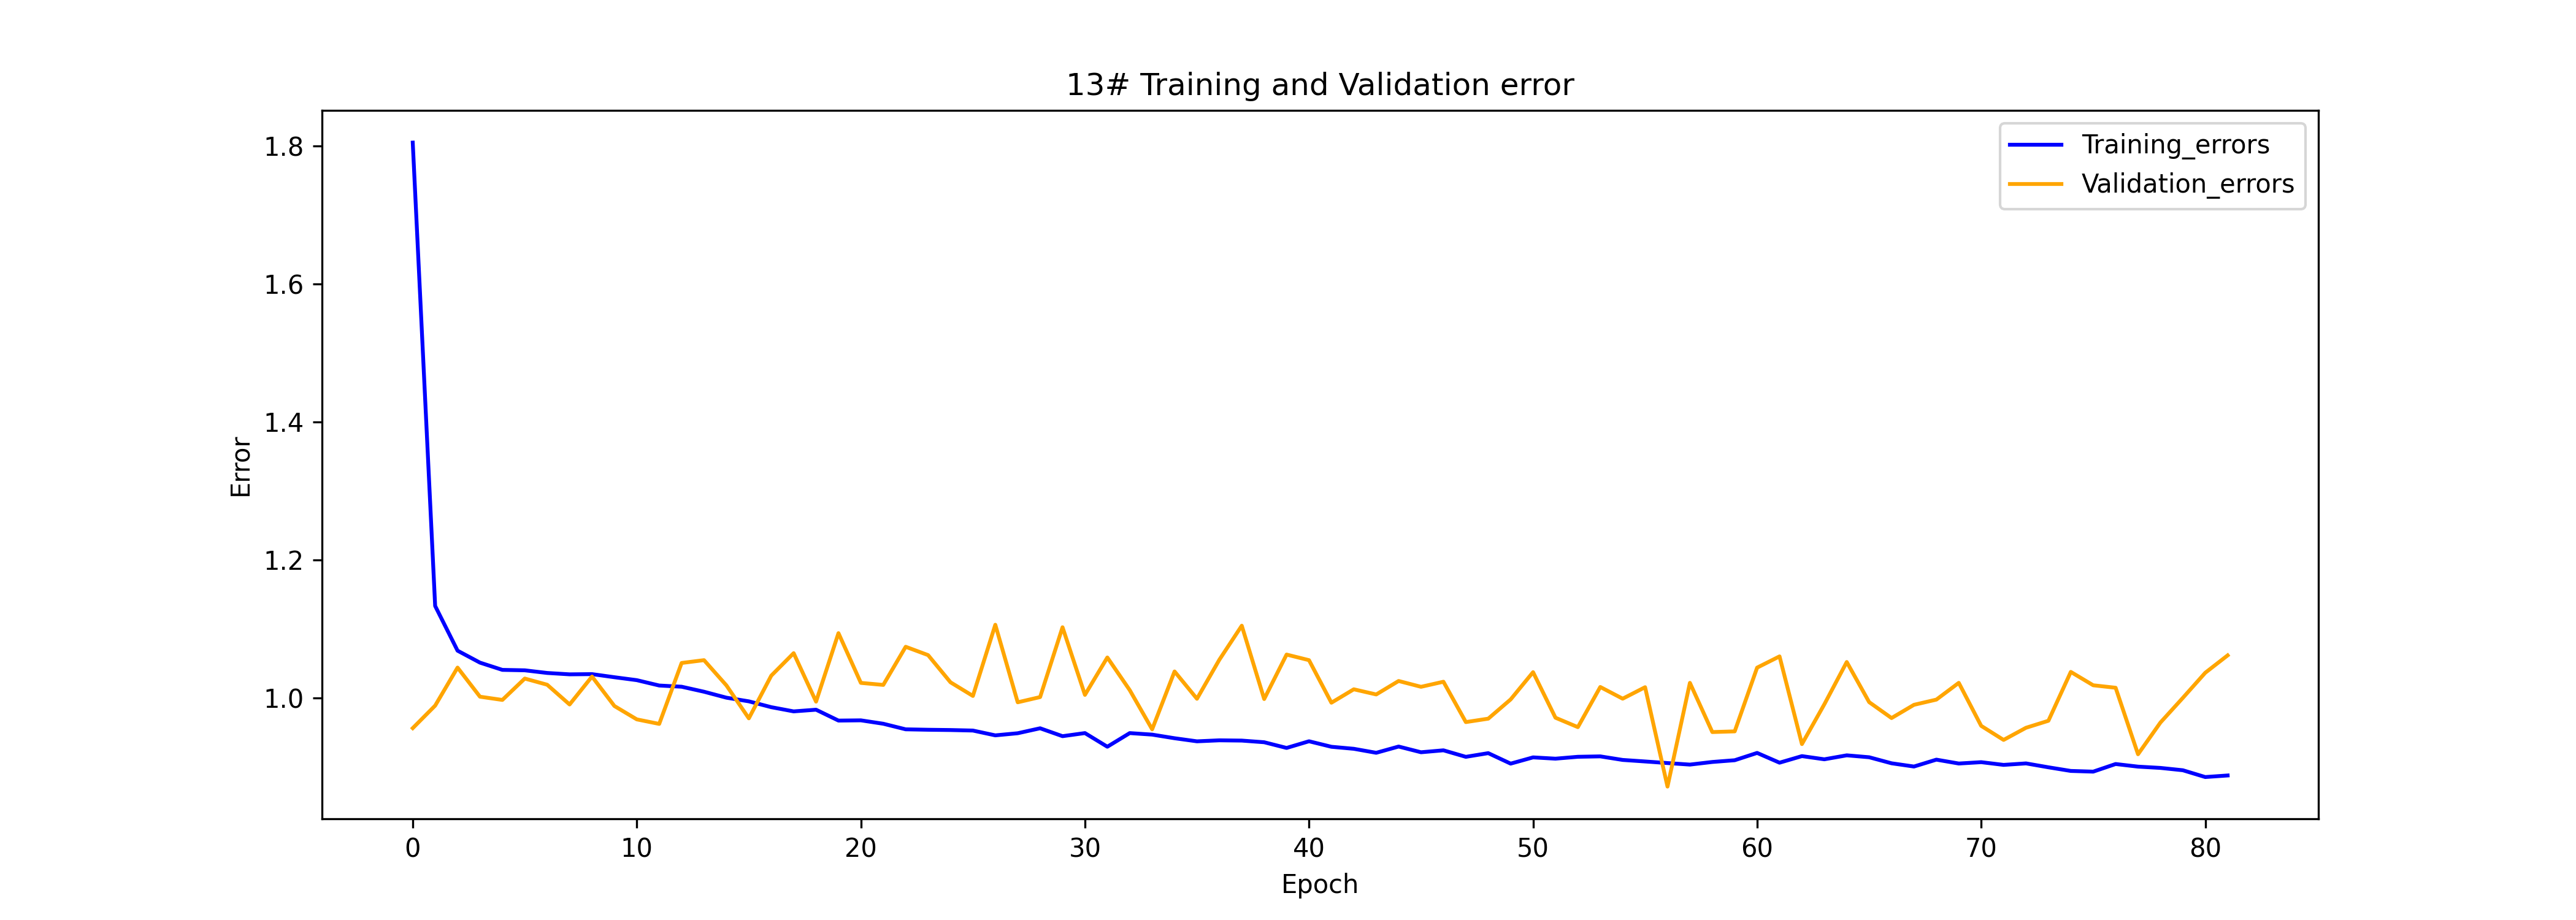 13# Training and Validation error
Training_errors
Validation_errors
Error
1.8
1.6
1.4
1.2
1.0
0 10 20 30 40 50 60 70 80
Epoch